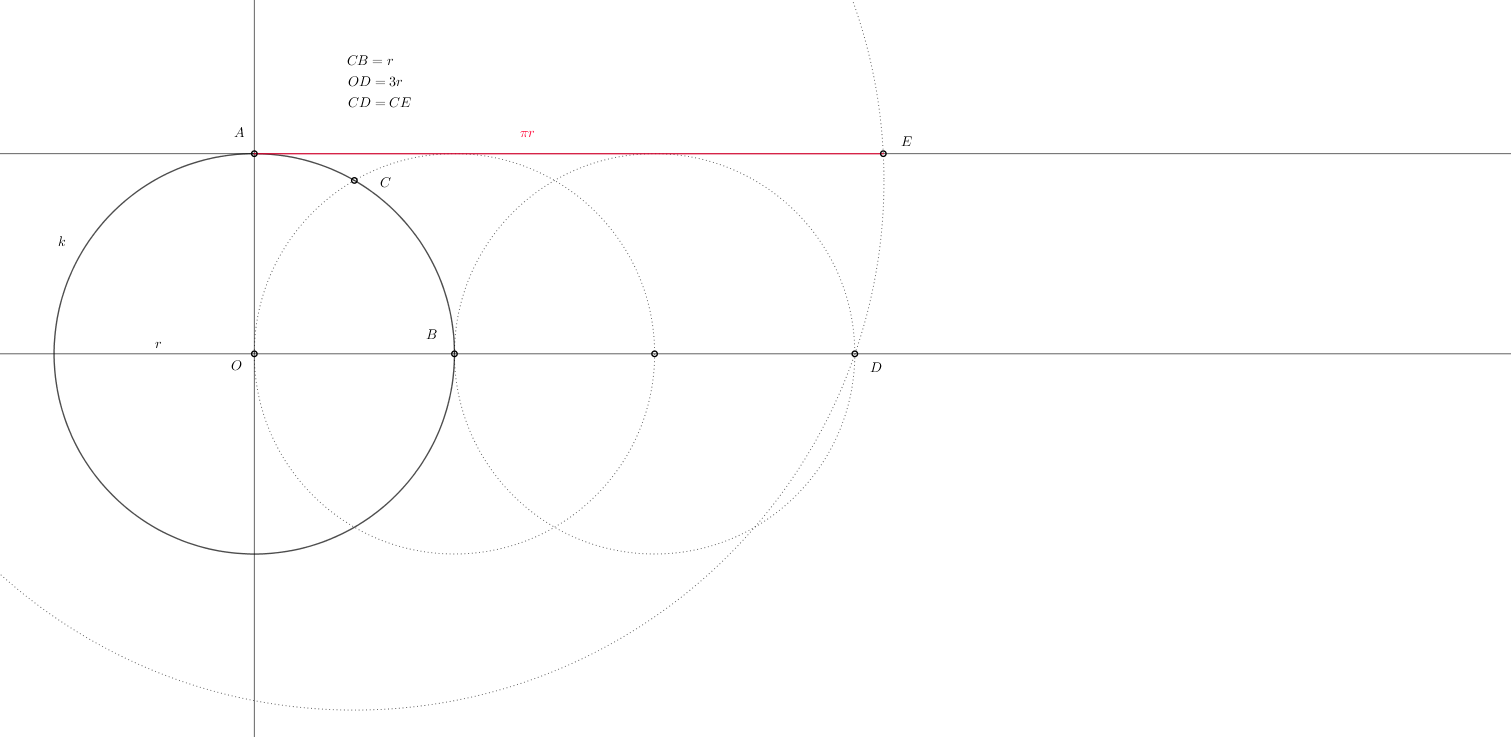 CB = r
OD = 3r
CD = CE
A
πr
E
C
k
B
r
O
D